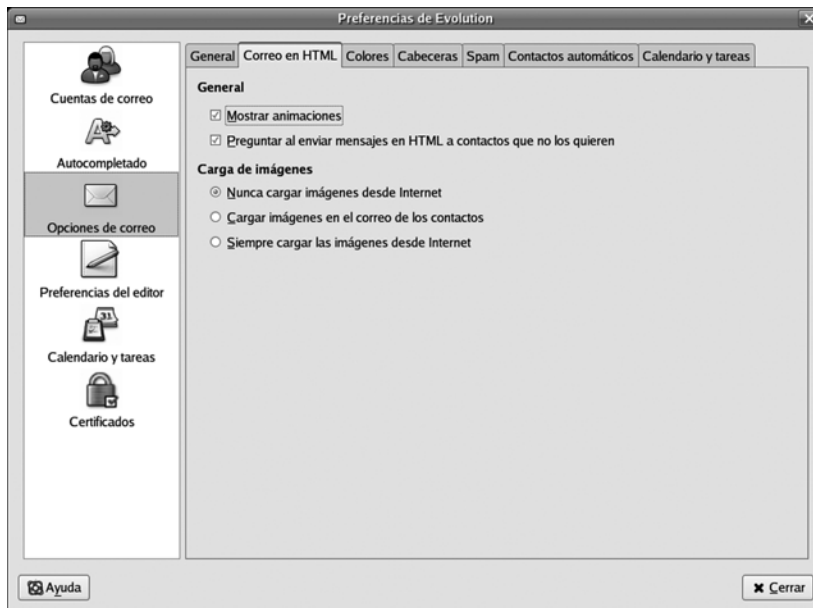 Preferencias de Evolution
Cuentas de correo
Autocompletado
Opciones de correo
Preferencias del editor
31
Calendario y tareas
Certificados
General
Correo en HTML
Colores
Cabeceras
Spam
Contactos automáticos
Calendario y tareas
General
Mostrar animaciones
Preguntar al enviar mensajes en HTML a contactos que no los quieren
Carga de imágenes
Nunca cargar imágenes desde Internet
Cargar imágenes en el correo de los contactos
Siempre cargar las imágenes desde Internet
Ayuda
Cerrar